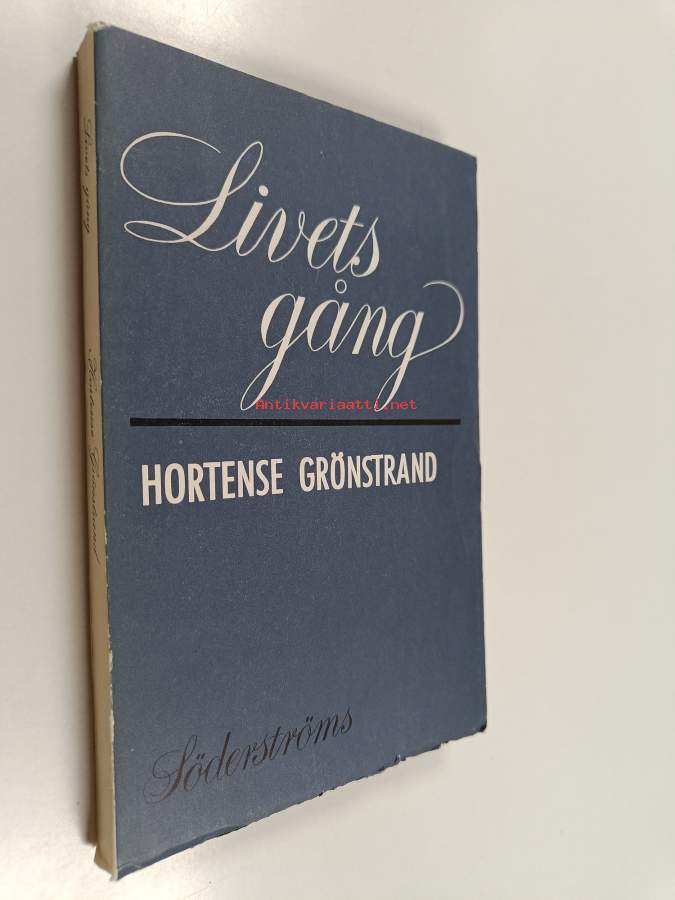 Livets
gång
Antikvariaatti.net
HORTENSE GRÖNSTRAND
Söderströms
Livets gång
Hortense Grönstrand